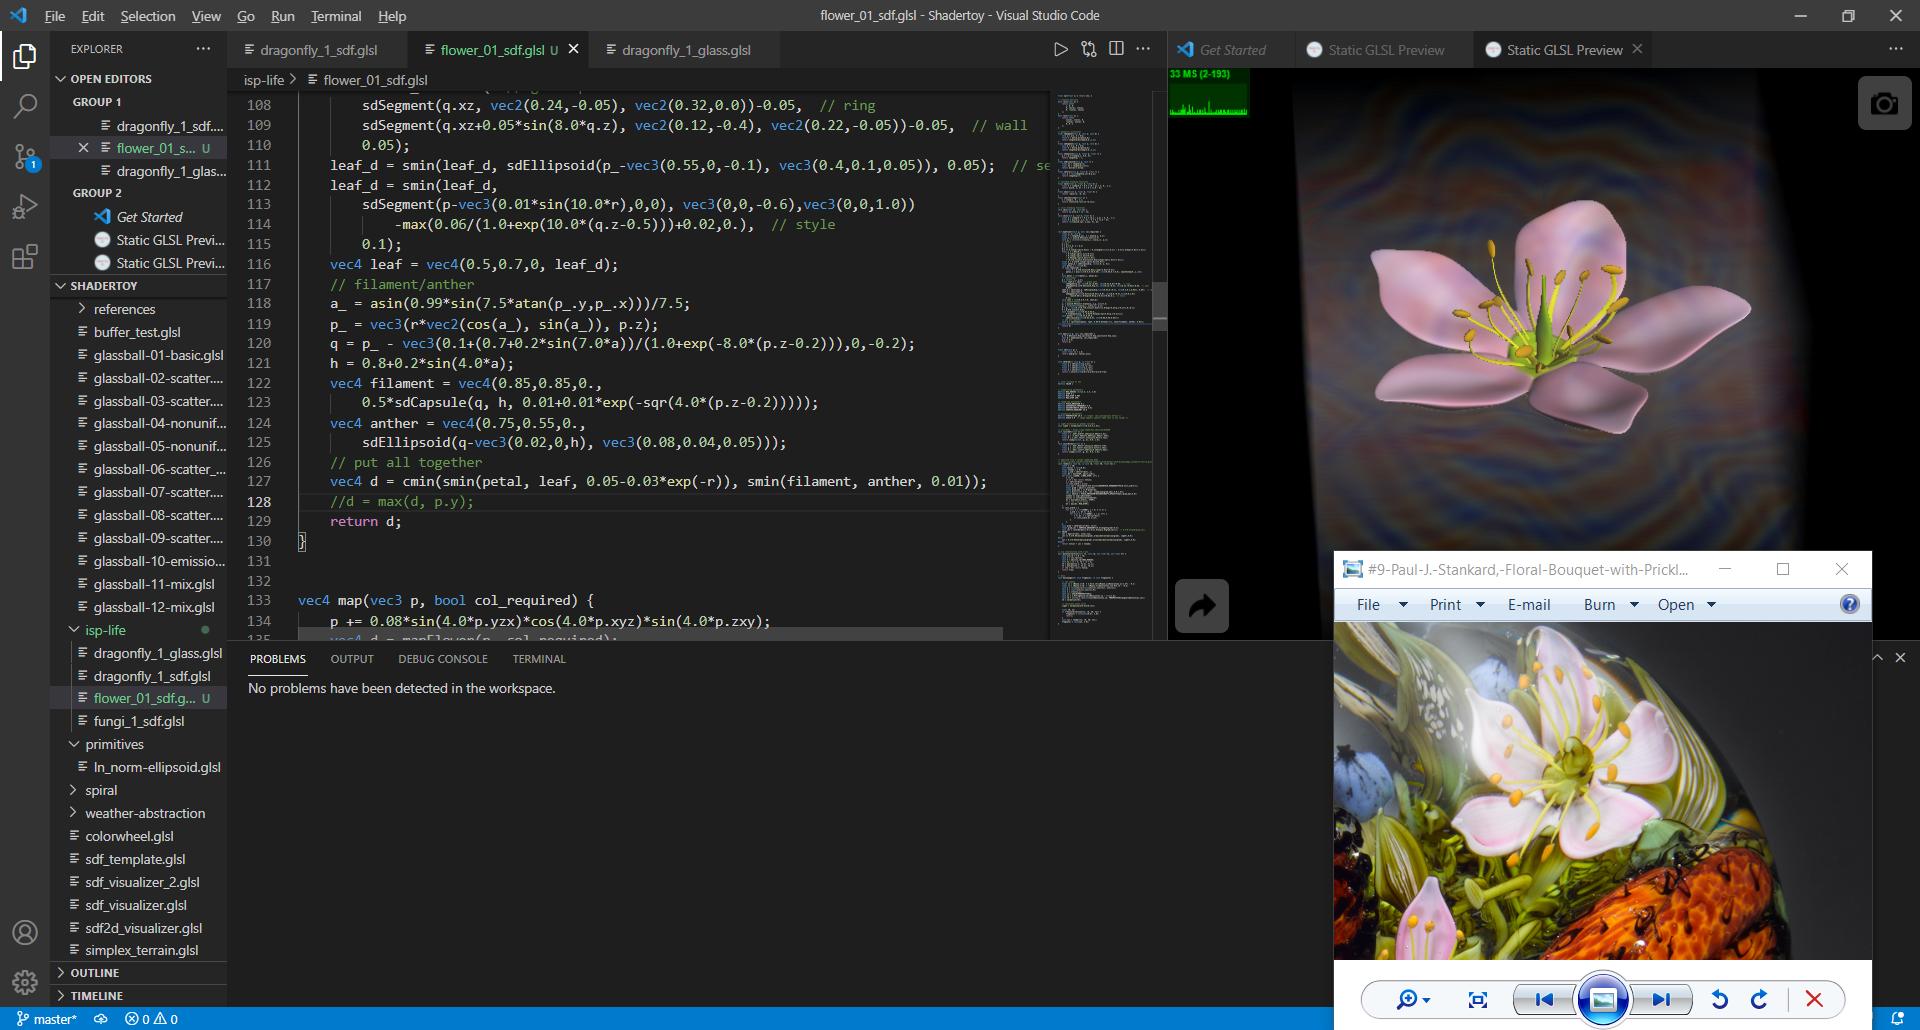 File Edit Selection View Go Run Terminal Help
flower_01_sdf.glsl - Shadertoy - Visual Studio Code
EXPLORER
OPEN EDITORS
GROUP 1
dragonfly_1_sdf....
flower_01_s... U
dragonfly_1_glas...
GROUP 2
Get Started
Static GLSL Previ...
Static GLSL Previ...
SHADERTOY
references
buffer_test.glsl
glassball-01-basic.glsl
glassball-02-scatter....
glassball-03-scatter....
glassball-04-nonunif...
glassball-05-nonunif...
glassball-06-scatter_...
glassball-07-scatter....
glassball-08-scatter....
glassball-09-scatter....
glassball-10-emissio...
glassball-11-mix.glsl
glassball-12-mix.glsl
isp-life
dragonfly_1_glass.glsl
dragonfly_1_sdf.glsl
flower_01_sdf.g... U
fungi_1_sdf.glsl
primitives
ln_norm-ellipsoid.glsl
spiral
weather-abstraction
colorwheel.glsl
sdf_template.glsl
sdf_visualizer_2.glsl
sdf_visualizer.glsl
sdf2d_visualizer.glsl
simplex_terrain.glsl
OUTLINE
TIMELINE
dragonfly_1_sdf.glsl
flower_01_sdf.glsl U
dragonfly_1_glass.glsl
isp-life > flower_01_sdf.glsl
108 sdSegment(q.xz, vec2(0.24,-0.05), vec2(0.32,0.0))-0.05, // ring
109 sdSegment(q.xz+0.05*sin(8.0*q.z), vec2(0.12,-0.4), vec2(0.22,-0.05))-0.05, // wall
110 0.05);
111 leaf_d = smin(leaf_d, sdEllipsoid(p_-vec3(0.55,0,-0.1), vec3(0.4,0.1,0.05)), 0.05); // se
112 leaf_d = smin(leaf_d,
113 sdSegment(p-vec3(0.01*sin(10.0*r),0,0), vec3(0,0,-0.6),vec3(0,0,1.0))
114 -max(0.06/(1.0+exp(10.0*(q.z-0.5)))+0.02,0.), // style
115 0.1);
116 vec4 leaf = vec4(0.5,0.7,0, leaf_d);
117 // filament/anther
118 a_ = asin(0.99*sin(7.5*atan(p_.y,p_.x)))/7.5;
119 p_ = vec3(r*vec2(cos(a_), sin(a_)), p.z);
120 q = p_ - vec3(0.1+(0.7+0.2*sin(7.0*a))/(1.0+exp(-8.0*(p.z-0.2))),0,-0.2);
121 h = 0.8+0.2*sin(4.0*a);
122 vec4 filament = vec4(0.85,0.85,0.,
123 0.5*sdCapsule(q, h, 0.01+0.01*exp(-sqr(4.0*(p.z-0.2)))));
124 vec4 anther = vec4(0.75,0.55,0.,
125 sdEllipsoid(q-vec3(0.02,0,h), vec3(0.08,0.04,0.05)));
126 // put all together
127 vec4 d = cmin(smin(petal, leaf, 0.05-0.03*exp(-r)), smin(filament, anther, 0.01));
128 //d = max(d, p.y);
129 return d;
130 }
131
132
133 vec4 map(vec3 p, bool col_required) {
134 p += 0.08*sin(4.0*p.yzx)*cos(4.0*p.xyz)*sin(4.0*p.zxy);
135 vec4 d = mapFlower(p, col_required);
Get Started
Static GLSL Preview
Static GLSL Preview
33 MS (2-193)
PROBLEMS OUTPUT DEBUG CONSOLE TERMINAL
No problems have been detected in the workspace.
#9-Paul-J.-Stankard,-Floral-Bouquet-with-Prickl...
File Print E-mail Burn Open
1
master* 0 0